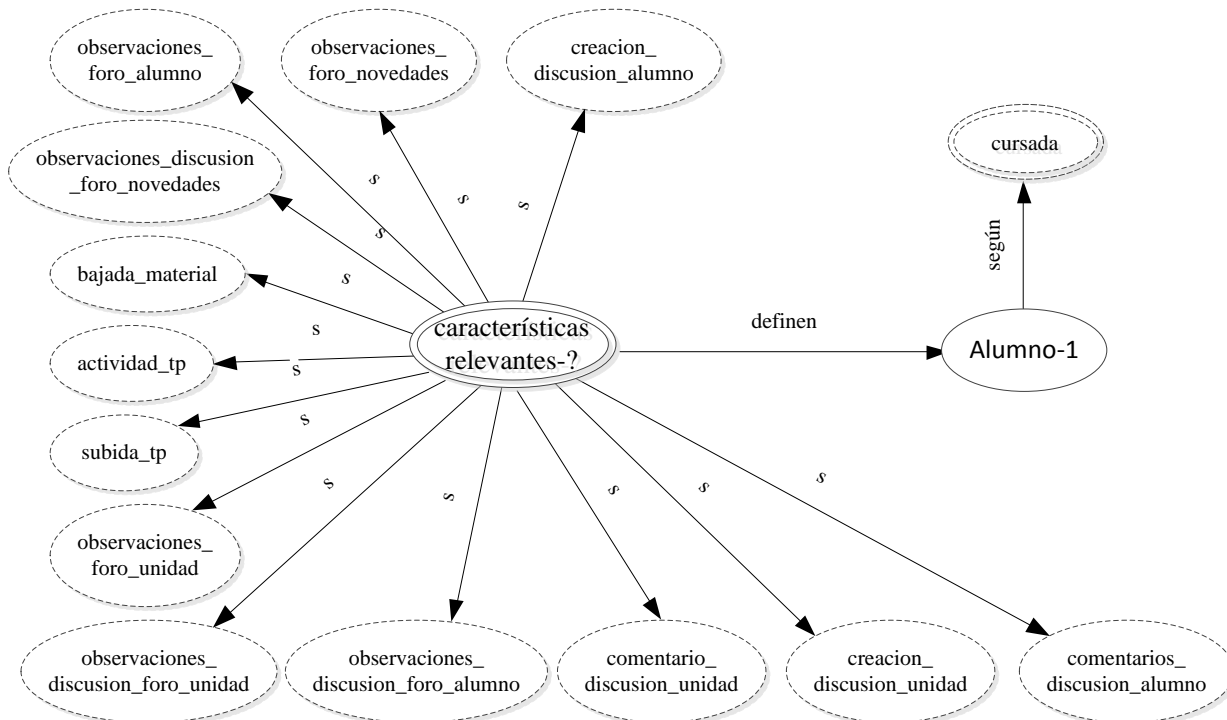 observaciones_
foro_alumno
observaciones_
foro_novedades
creacion_
discusion_alumno
cursada
observaciones_discusion
_foro_novedades
s
s
s
s
según
bajada_material
s
s
características
relevantes-?
definen
Alumno-1
actividad_tp
s
subida_tp
s
s
s
s
s
s
observaciones_
foro_unidad
observaciones_
discusion_foro_unidad
observaciones_
discusion_foro_alumno
comentario_
discusion_unidad
creacion_
discusion_unidad
comentarios_
discusion_alumno